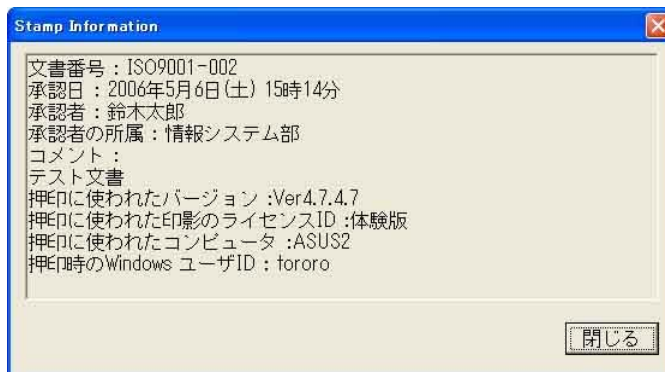 Stamp Information
文書番号：ISO9001-002
承認日：2006年5月6日(土) 15時14分
承認者：鈴木太郎
承認者の所属：情報システム部
コメント：
テスト文書
押印に使われたバージョン :Ver4.7.4.7
押印に使われた印影のライセンスID :体験版
押印に使われたコンピュータ :ASUS2
押印時のWindows ユーザID：tororo
閉じる